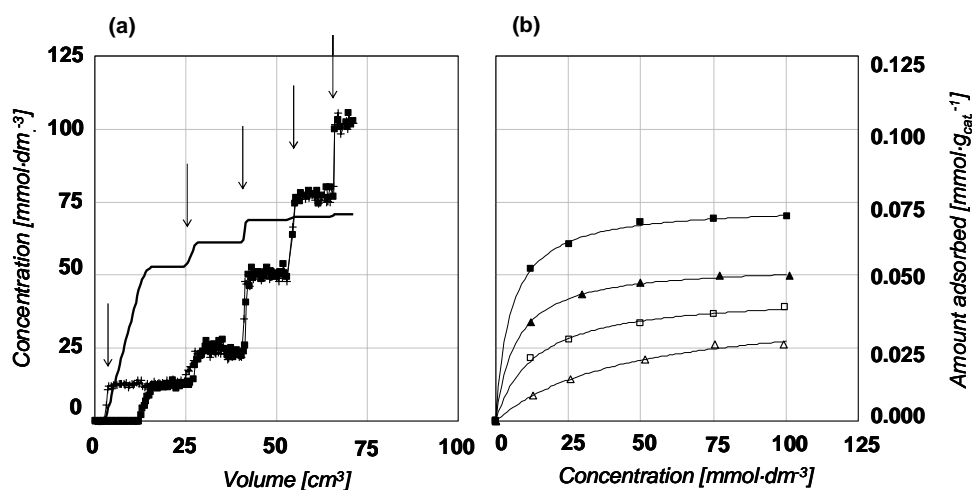 (a)
(b)
125
100
75
50
25
0
Concentration [mmol·dm.⁻³]
0 25 50 75 100
Volume [cm³]
0.125
0.100
0.075
0.050
0.025
0.000
Amount adsorbed [mmol·g cat.⁻¹]
0 25 50 75 100 125
Concentration [mmol·dm⁻³]